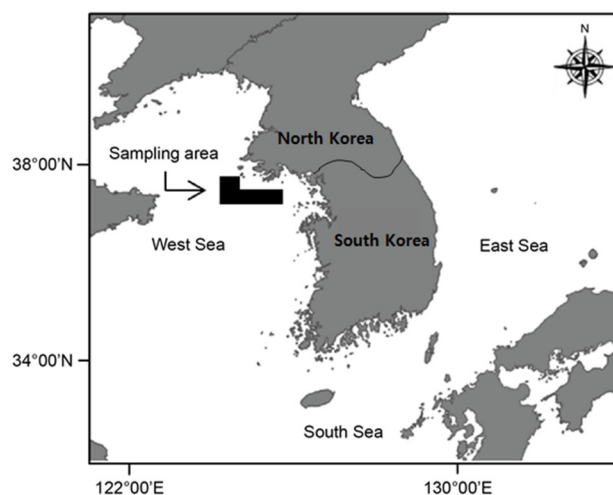 N
North Korea
38°00'N
Sampling area
West Sea
South Korea
East Sea
34°00'N
South Sea
122°00'E
130°00'E